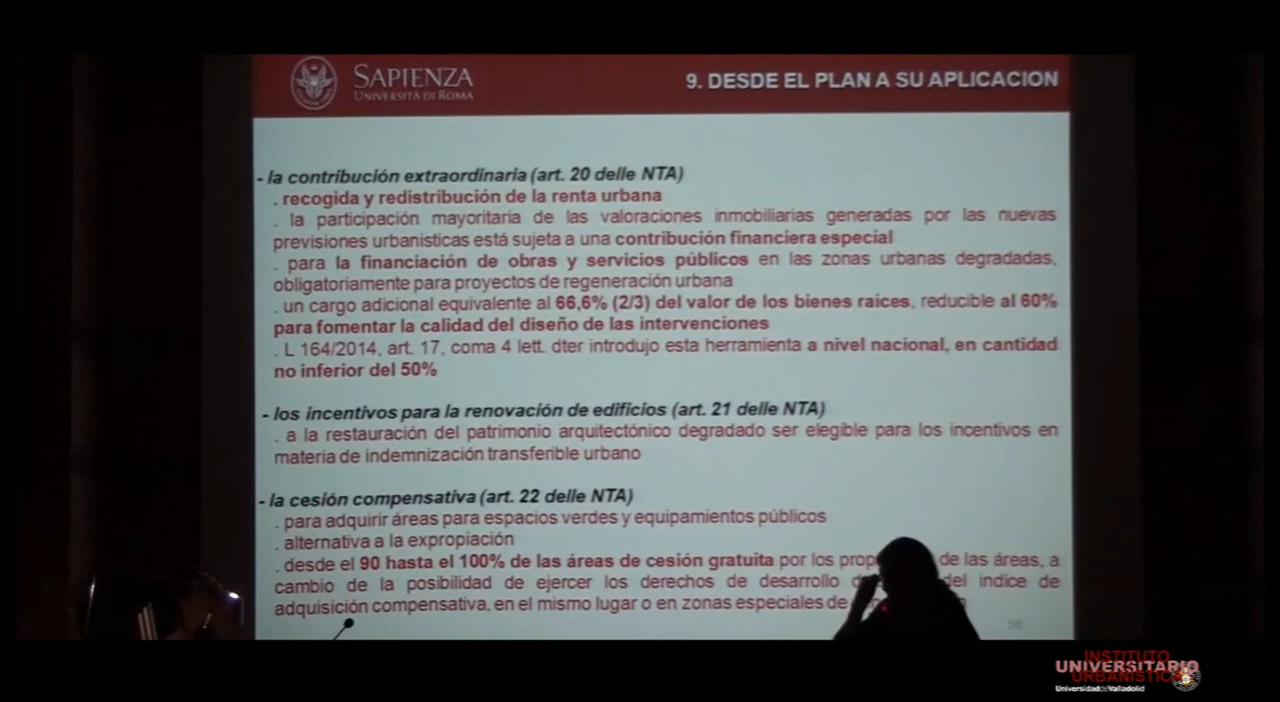 SAPIENZA
UNIVERSITÀ DI ROMA
9. DESDE EL PLAN A SU APLICACION
- la contribución extraordinaria (art. 20 delle NTA)
. recogida y redistribución de la renta urbana
. la participación mayoritaria de las valoraciones inmobiliarias generadas por las nuevas
previsiones urbanisticas está sujeta a una contribución financiera especial
. para la financiación de obras y servicios públicos en las zonas urbanas degradadas,
obligatoriamente para proyectos de regeneración urbana
. un cargo adicional equivalente al 66,6% (2/3) del valor de los bienes raices, reducible al 60%
para fomentar la calidad del diseño de las intervenciones
. L 164/2014, art. 17, coma 4 lett. dter introdujo esta herramienta a nivel nacional, en cantidad
no inferior del 50%
- los incentivos para la renovación de edificios (art. 21 delle NTA)
. a la restauración del patrimonio arquitectónico degradado ser elegible para los incentivos en
materia de indemnización transferible urbano
- la cesión compensativa (art. 22 delle NTA)
. para adquirir áreas para espacios verdes y equipamientos públicos
. alternativa a la expropiación
. desde el 90 hasta el 100% de las áreas de cesión gratuita por los de las áreas, a
cambio de la posibilidad de ejercer los derechos de desarrollo del indice de
adquisición compensativa, en el mismo lugar o en zonas especiales de
58
INSTITUTO
UNIVERSITARIO
URBANÍSTICA
Universidad de Valladolid